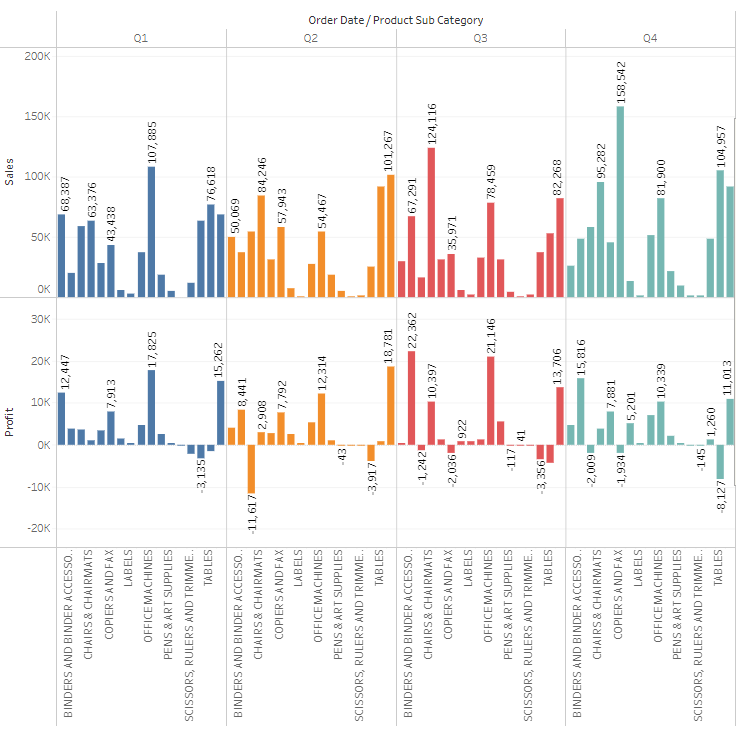 Order Date / Product Sub Category
Q1 Q2 Q3 Q4
Sales
200K
150K
100K
50K
0K
68,387
63,376
43,438
107,885
76,618
50,069
84,246
57,943
54,467
101,267
67,291
124,116
35,971
78,459
82,268
95,282
158,542
81,900
104,957
Profit
30K
20K
10K
0K
-10K
-20K
12,447
7,913
17,825
-3,135
15,262
8,441
-11,617
2,908
7,792
12,314
-43
-3,917
18,781
22,362
-1,242
10,397
-2,036
922
21,146
-117
41
-3,356
13,706
15,816
-2,009
7,881
-1,934
5,201
10,339
-145
1,260
-8,127
11,013
BINDERS AND BINDER ACCESSO..
CHAIRS & CHAIRMATS
COPIERS AND FAX
LABELS
OFFICE MACHINES
PENS & ART SUPPLIES
SCISSORS, RULERS AND TRIMME..
TABLES
BINDERS AND BINDER ACCESSO..
CHAIRS & CHAIRMATS
COPIERS AND FAX
LABELS
OFFICE MACHINES
PENS & ART SUPPLIES
SCISSORS, RULERS AND TRIMME..
TABLES
BINDERS AND BINDER ACCESSO..
CHAIRS & CHAIRMATS
COPIERS AND FAX
LABELS
OFFICE MACHINES
PENS & ART SUPPLIES
SCISSORS, RULERS AND TRIMME..
TABLES
BINDERS AND BINDER ACCESSO..
CHAIRS & CHAIRMATS
COPIERS AND FAX
LABELS
OFFICE MACHINES
PENS & ART SUPPLIES
SCISSORS, RULERS AND TRIMME..
TABLES